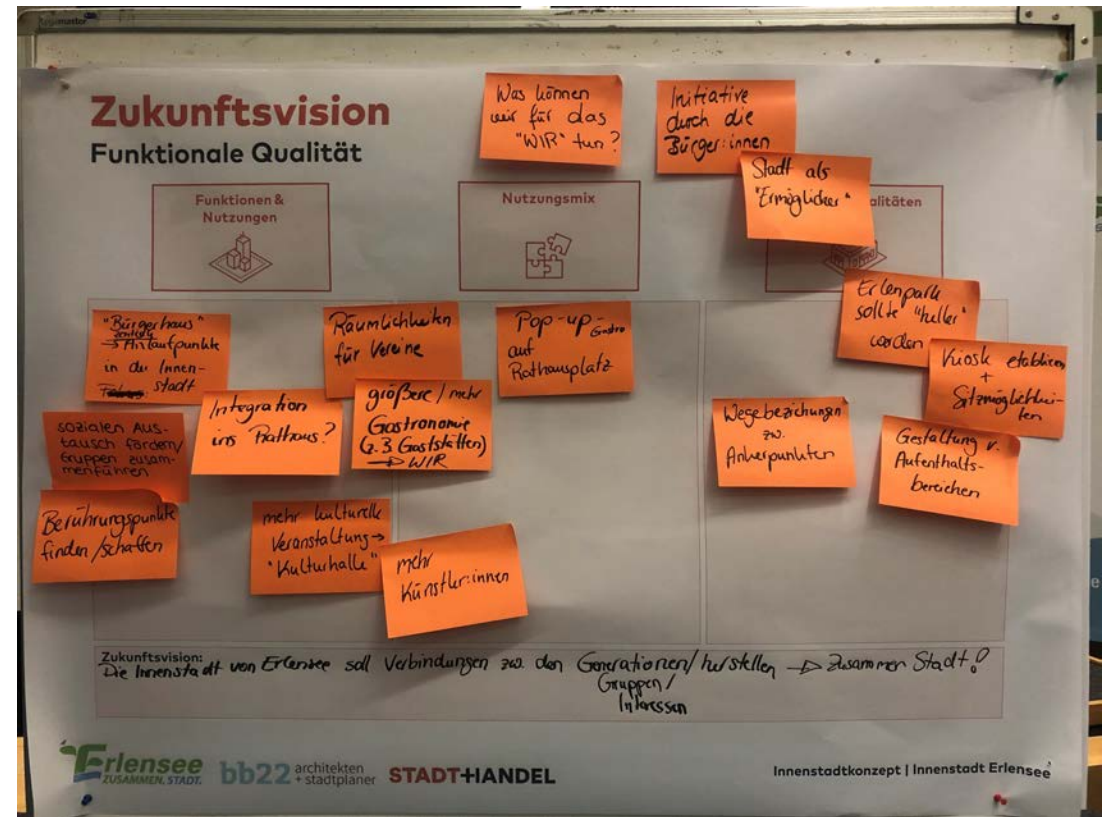 Legamaster
Zukunftsvision
Funktionale Qualität
Was können
wir für das
"WIR" tun?
Initiative
durch die
Bürger:innen
Stadt als
"Ermöglicher"
Funktionen &
Nutzungen
Nutzungsmix
alitäten
"Bürgerhaus"
zentrale
→ Anlaufpunkte
in der Innen-
stadt
Räumlichkeiten
für Vereine
Integration
ins Rathaus?
größere/mehr
Gastronomie
(z.B. Gaststätten)
→ WIR
sozialen Aus-
tausch fördern/
Gruppen zusam-
menführen
Berührungspunkte
finden/schaffen
mehr kulturelle
Veranstaltung→
"Kulturhalle"
mehr
Künstler:innen
Pop-up-Gastro
auf
Rathausplatz
Erlenpark
sollte "heller"
werden
Kiosk etablieren
+
Sitzmöglichkei-
ten
Wegebeziehungen
zw.
Ankerpunkten
Gestaltung v.
Aufenthalts-
bereichen
Zukunftsvision:
Die Innenstadt von Erlensee soll Verbindungen zw. den Generationen/ herstellen → Zusammen Stadt!
Gruppen/
Interessen
Erlensee
ZUSAMMEN. STADT.
bb22 architekten
+ stadtplaner
STADT+HANDEL
Innenstadtkonzept | Innenstadt Erlensee